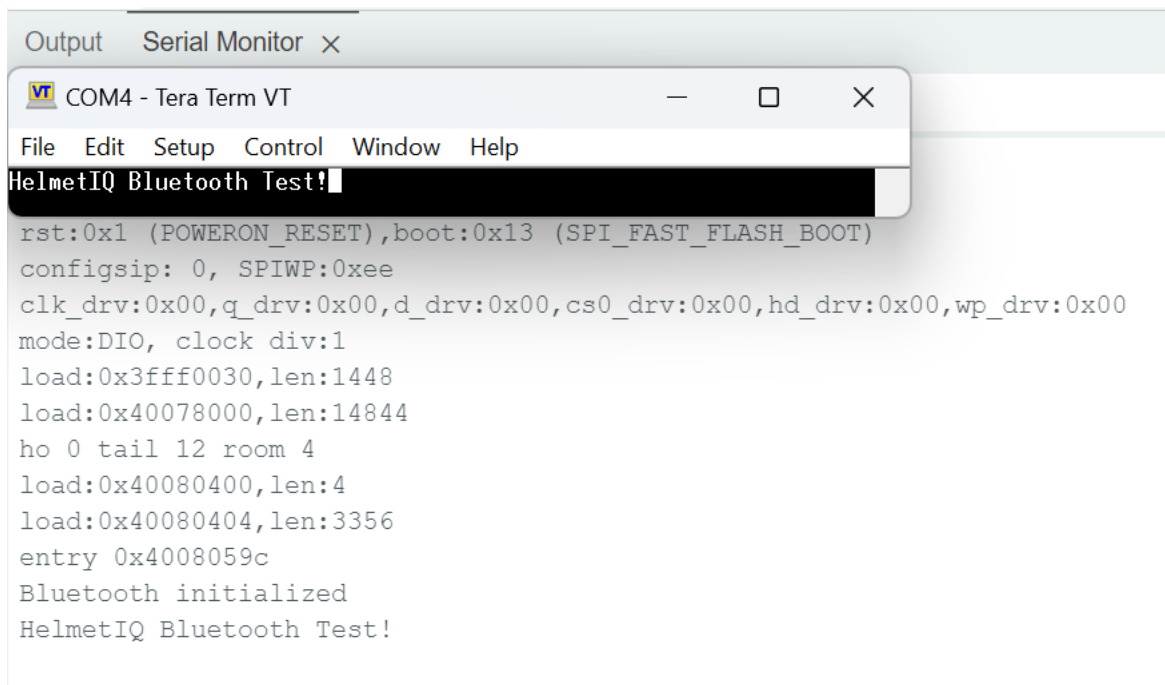 Output Serial Monitor ×
VT COM4 - Tera Term VT
File Edit Setup Control Window Help
HelmetIQ Bluetooth Test!
rst:0x1 (POWERON_RESET),boot:0x13 (SPI_FAST_FLASH_BOOT)
configsip: 0, SPIWP:0xee
clk_drv:0x00,q_drv:0x00,d_drv:0x00,cs0_drv:0x00,hd_drv:0x00,wp_drv:0x00
mode:DIO, clock div:1
load:0x3fff0030,len:1448
load:0x40078000,len:14844
ho 0 tail 12 room 4
load:0x40080400,len:4
load:0x40080404,len:3356
entry 0x4008059c
Bluetooth initialized
HelmetIQ Bluetooth Test!